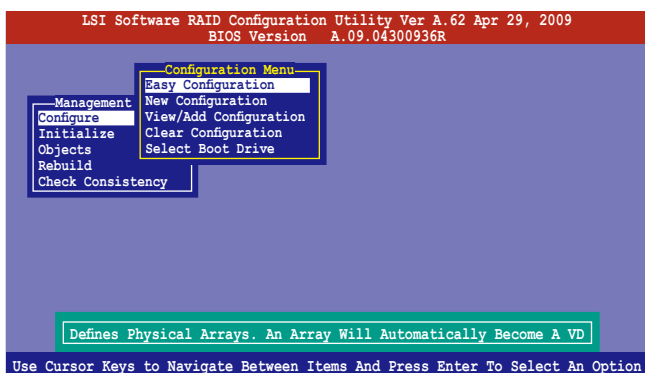 LSI Software RAID Configuration Utility Ver A.62 Apr 29, 2009
BIOS Version A.09.04300936R
Management
Configure
Initialize
Objects
Rebuild
Check Consistency
Configuration Menu
Easy Configuration
New Configuration
View/Add Configuration
Clear Configuration
Select Boot Drive
Defines Physical Arrays. An Array Will Automatically Become A VD
Use Cursor Keys to Navigate Between Items And Press Enter To Select An Option